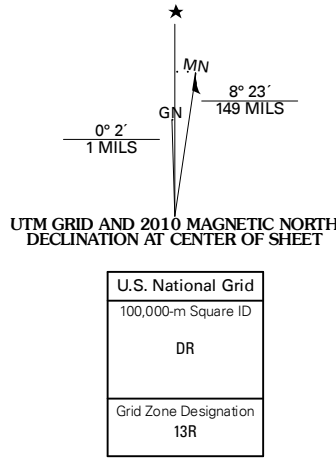 ★
MN
GN
8° 23´
149 MILS
0° 2´
1 MILS
UTM GRID AND 2010 MAGNETIC NORTH
DECLINATION AT CENTER OF SHEET
U.S. National Grid
100,000-m Square ID
DR
Grid Zone Designation
13R